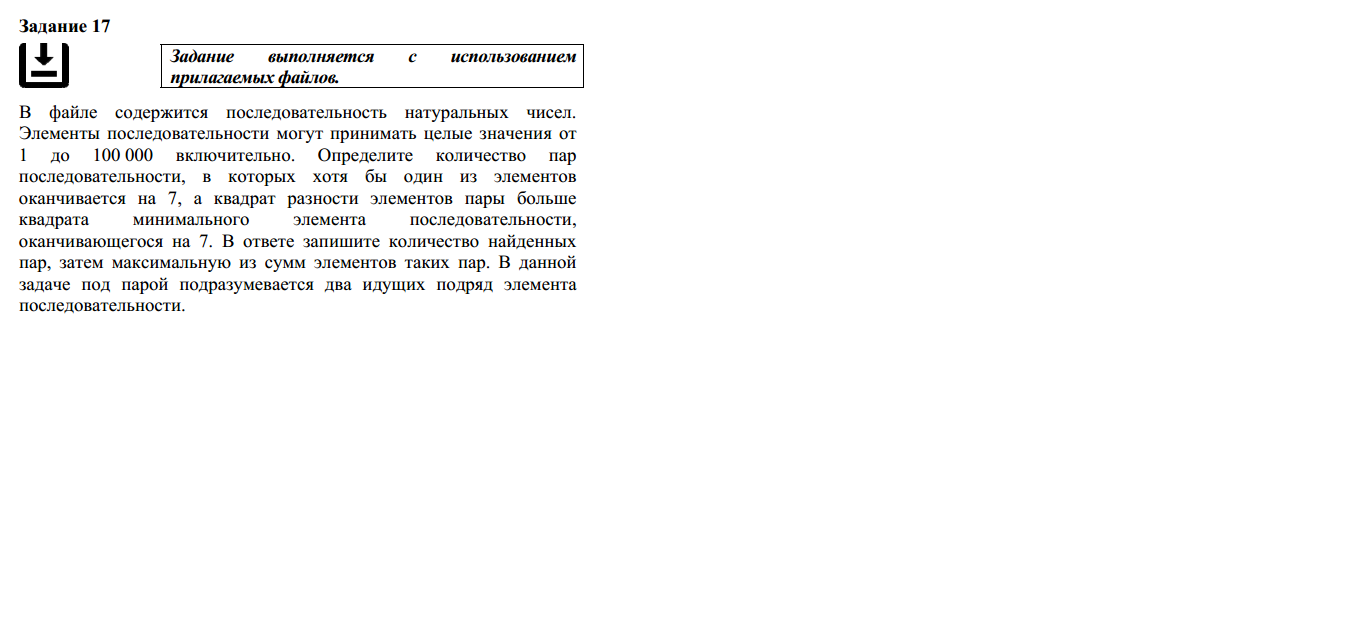 Задание 17
Задание выполняется с использованием
прилагаемых файлов.
В файле содержится последовательность натуральных чисел.
Элементы последовательности могут принимать целые значения от
1 до 100 000 включительно. Определите количество пар
последовательности, в которых хотя бы один из элементов
оканчивается на 7, а квадрат разности элементов пары больше
квадрата минимального элемента последовательности,
оканчивающегося на 7. В ответе запишите количество найденных
пар, затем максимальную из сумм элементов таких пар. В данной
задаче под парой подразумевается два идущих подряд элемента
последовательности.